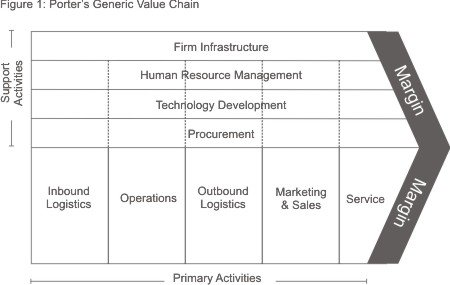 Figure 1: Porter's Generic Value Chain
Support
Activities
Firm Infrastructure
Human Resource Management
Technology Development
Procurement
Margin
Inbound
Logistics
Operations
Outbound
Logistics
Marketing
& Sales
Service
Margin
Primary Activities